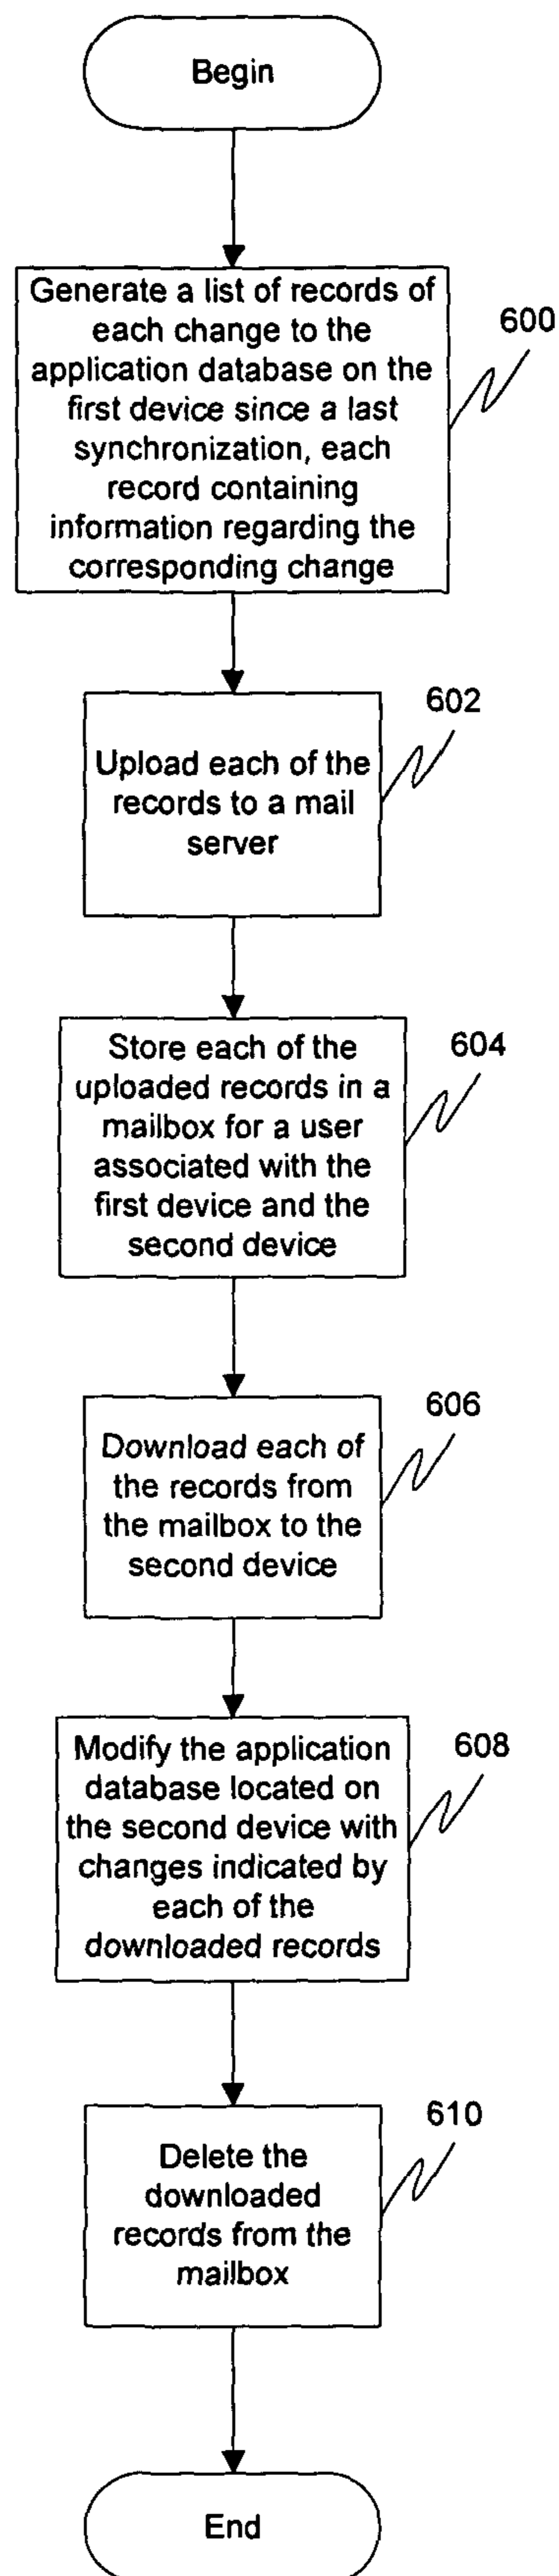 Begin
Generate a list of records of
each change to the
application database on the
first device since a last
synchronization, each
record containing
information regarding the
corresponding change
600
Upload each of the
records to a mail
server
602
Store each of the
uploaded records in a
mailbox for a user
associated with the
first device and the
second device
604
Download each of
the records from
the mailbox to the
second device
606
Modify the application
database located on
the second device with
changes indicated by
each of the
downloaded records
608
Delete the
downloaded
records from the
mailbox
610
End